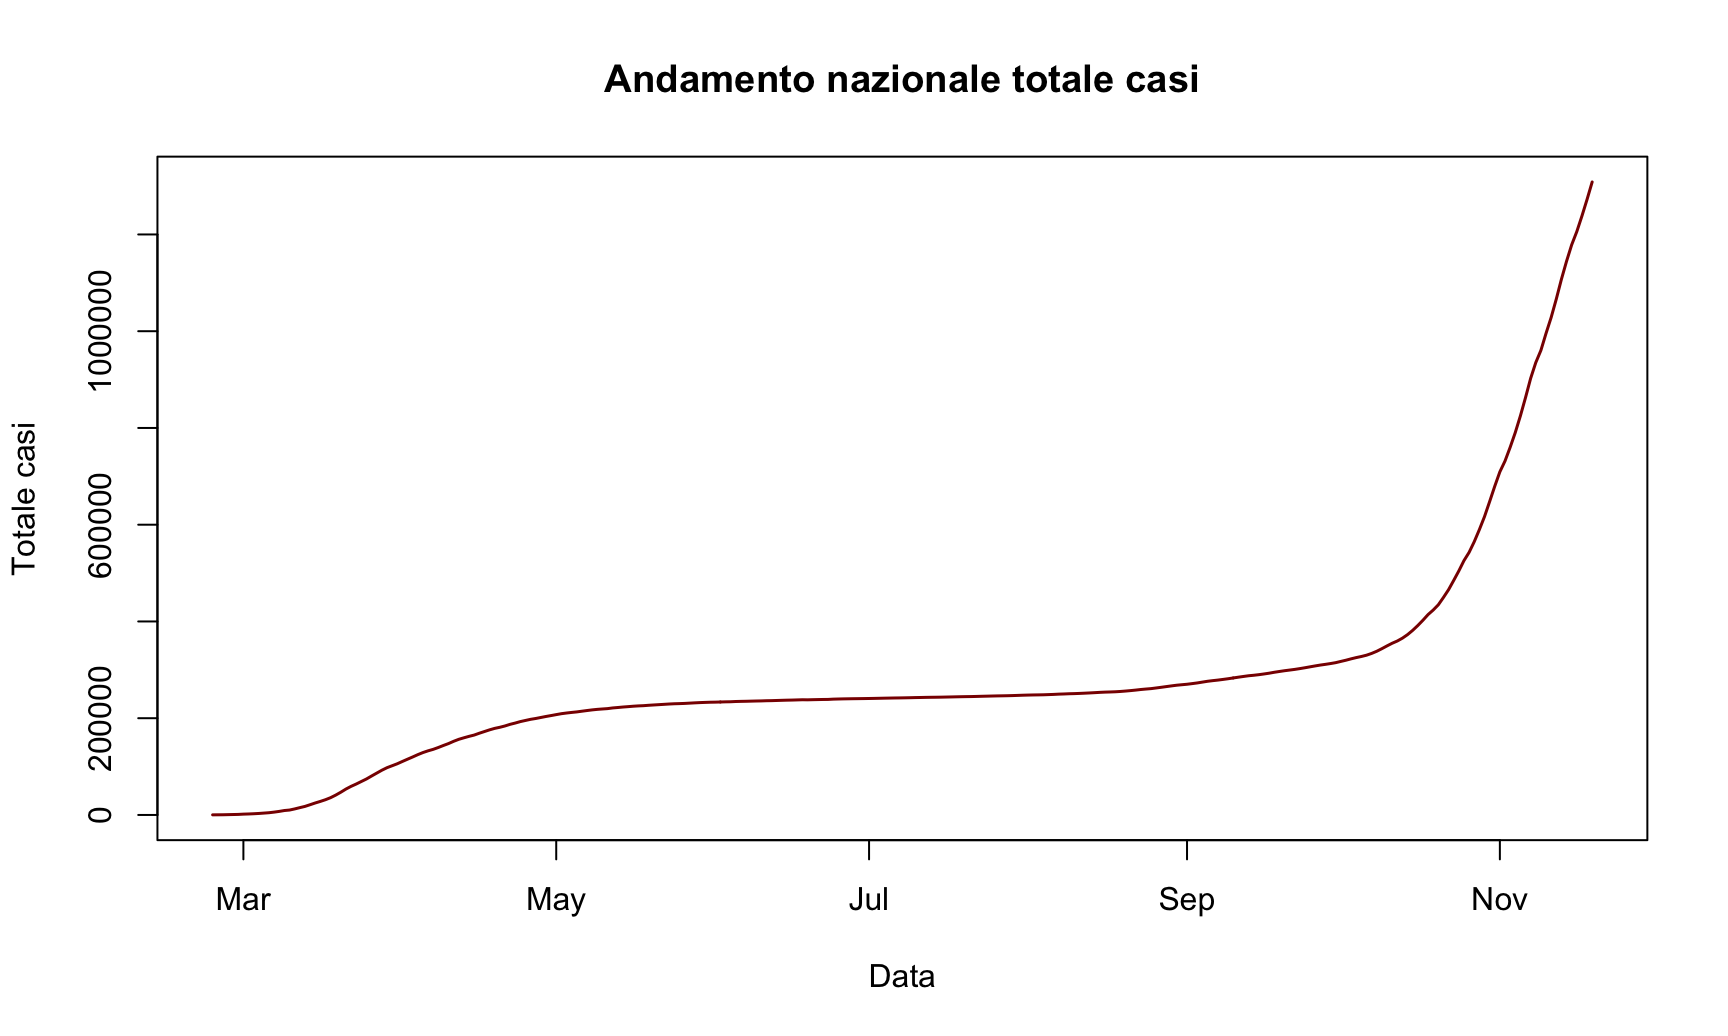 Andamento nazionale totale casi
Totale casi
1000000
600000
200000
0
Mar May Jul Sep Nov
Data